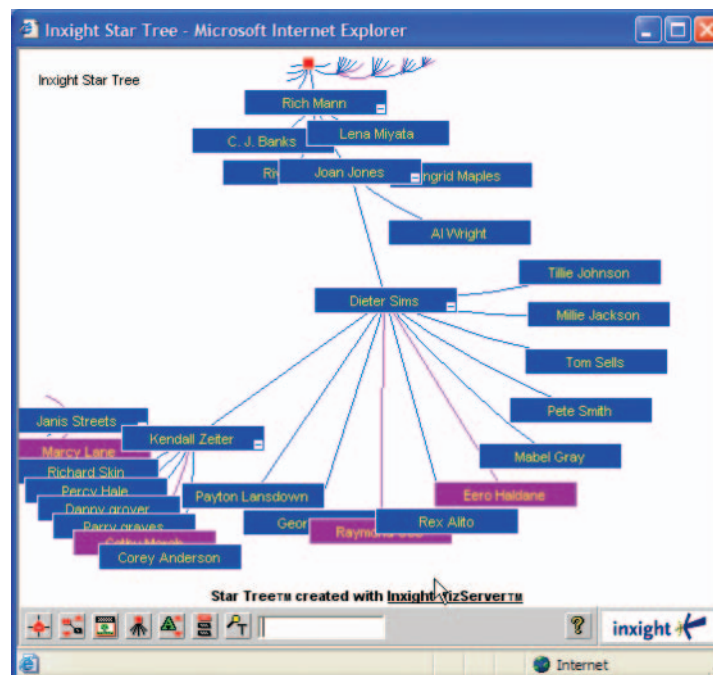 Inxight Star Tree - Microsoft Internet Explorer
Inxight Star Tree
Rich Mann
C. J. Banks
Lena Miyata
Joan Jones
Maples
Al Wright
Tillie Johnson
Dieter Sims
Millie Jackson
Tom Sells
Pete Smith
Janis Streets
Kendall Zeiter
Marcy Lane
Mabel Gray
Richard Skin
Percy Hale
Payton Lansdown
Eero Haldane
Danny grover
Rex Alito
Parry graves
Raymond
Corey Anderson
Star Tree™ created with Inxight VizServer™
T
?
inxight
Internet